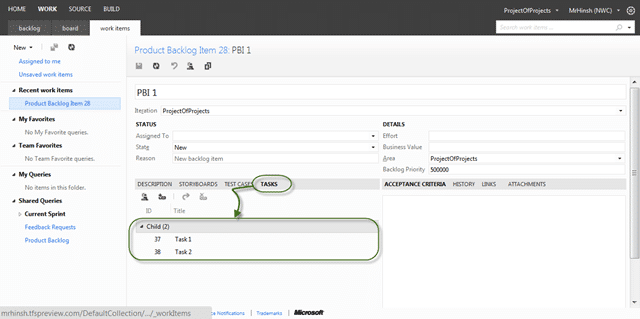 HOME WORK SOURCE BUILD
ProjectOfProjects MrHinsh (NWC)
backlog board work items
Search work items...
New
Assigned to me
Unsaved work items
Recent work items
Product Backlog Item 28
My Favorites
No My Favorite queries.
Team Favorites
No Team Favorite queries.
My Queries
No items in this folder.
Shared Queries
Current Sprint
Feedback Requests
Product Backlog
Product Backlog Item 28: PBI 1
PBI 1
Iteration ProjectOfProjects
STATUS
Assigned To
State New
Reason New backlog item
DETAILS
Effort
Business Value
Area ProjectOfProjects
Backlog Priority 500000
DESCRIPTION STORYBOARDS TEST CASES TASKS
ID Title
Child (2)
37 Task 1
38 Task 2
ACCEPTANCE CRITERIA HISTORY LINKS ATTACHMENTS
mrhinsh.tfspreview.com/DefaultCollection/.../_workItems
Notifications Trademarks Microsoft